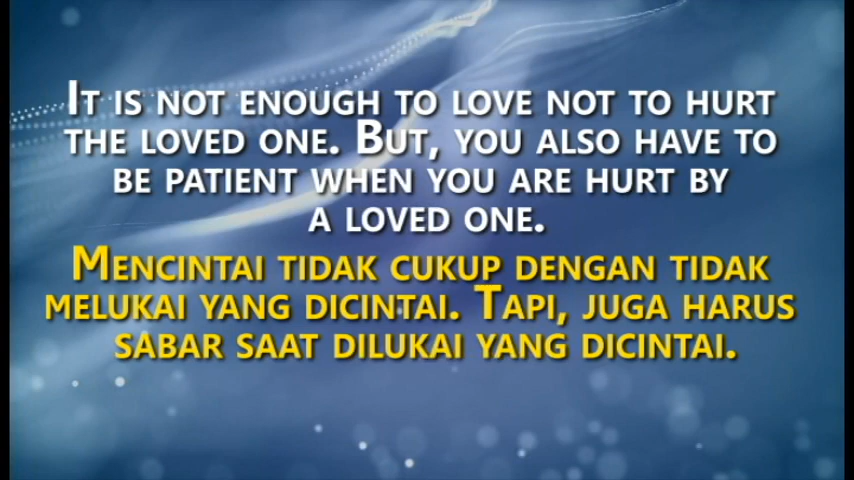 It is not enough to love not to hurt
the loved one. But, you also have to
be patient when you are hurt by
a loved one.
Mencintai tidak cukup dengan tidak
melukai yang dicintai. Tapi, juga harus
sabar saat dilukai yang dicintai.